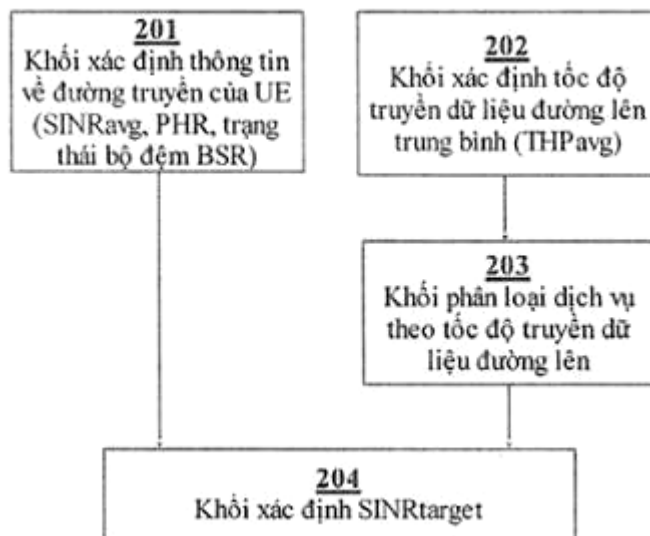 201
Khối xác định thông tin
về đường truyền của UE
(SINRavg, PHR, trạng
thái bộ đệm BSR)
202
Khối xác định tốc độ
truyền dữ liệu đường lên
trung bình (THPavg)
203
Khối phân loại dịch vụ
theo tốc độ truyền dữ
liệu đường lên
204
Khối xác định SINRtarget